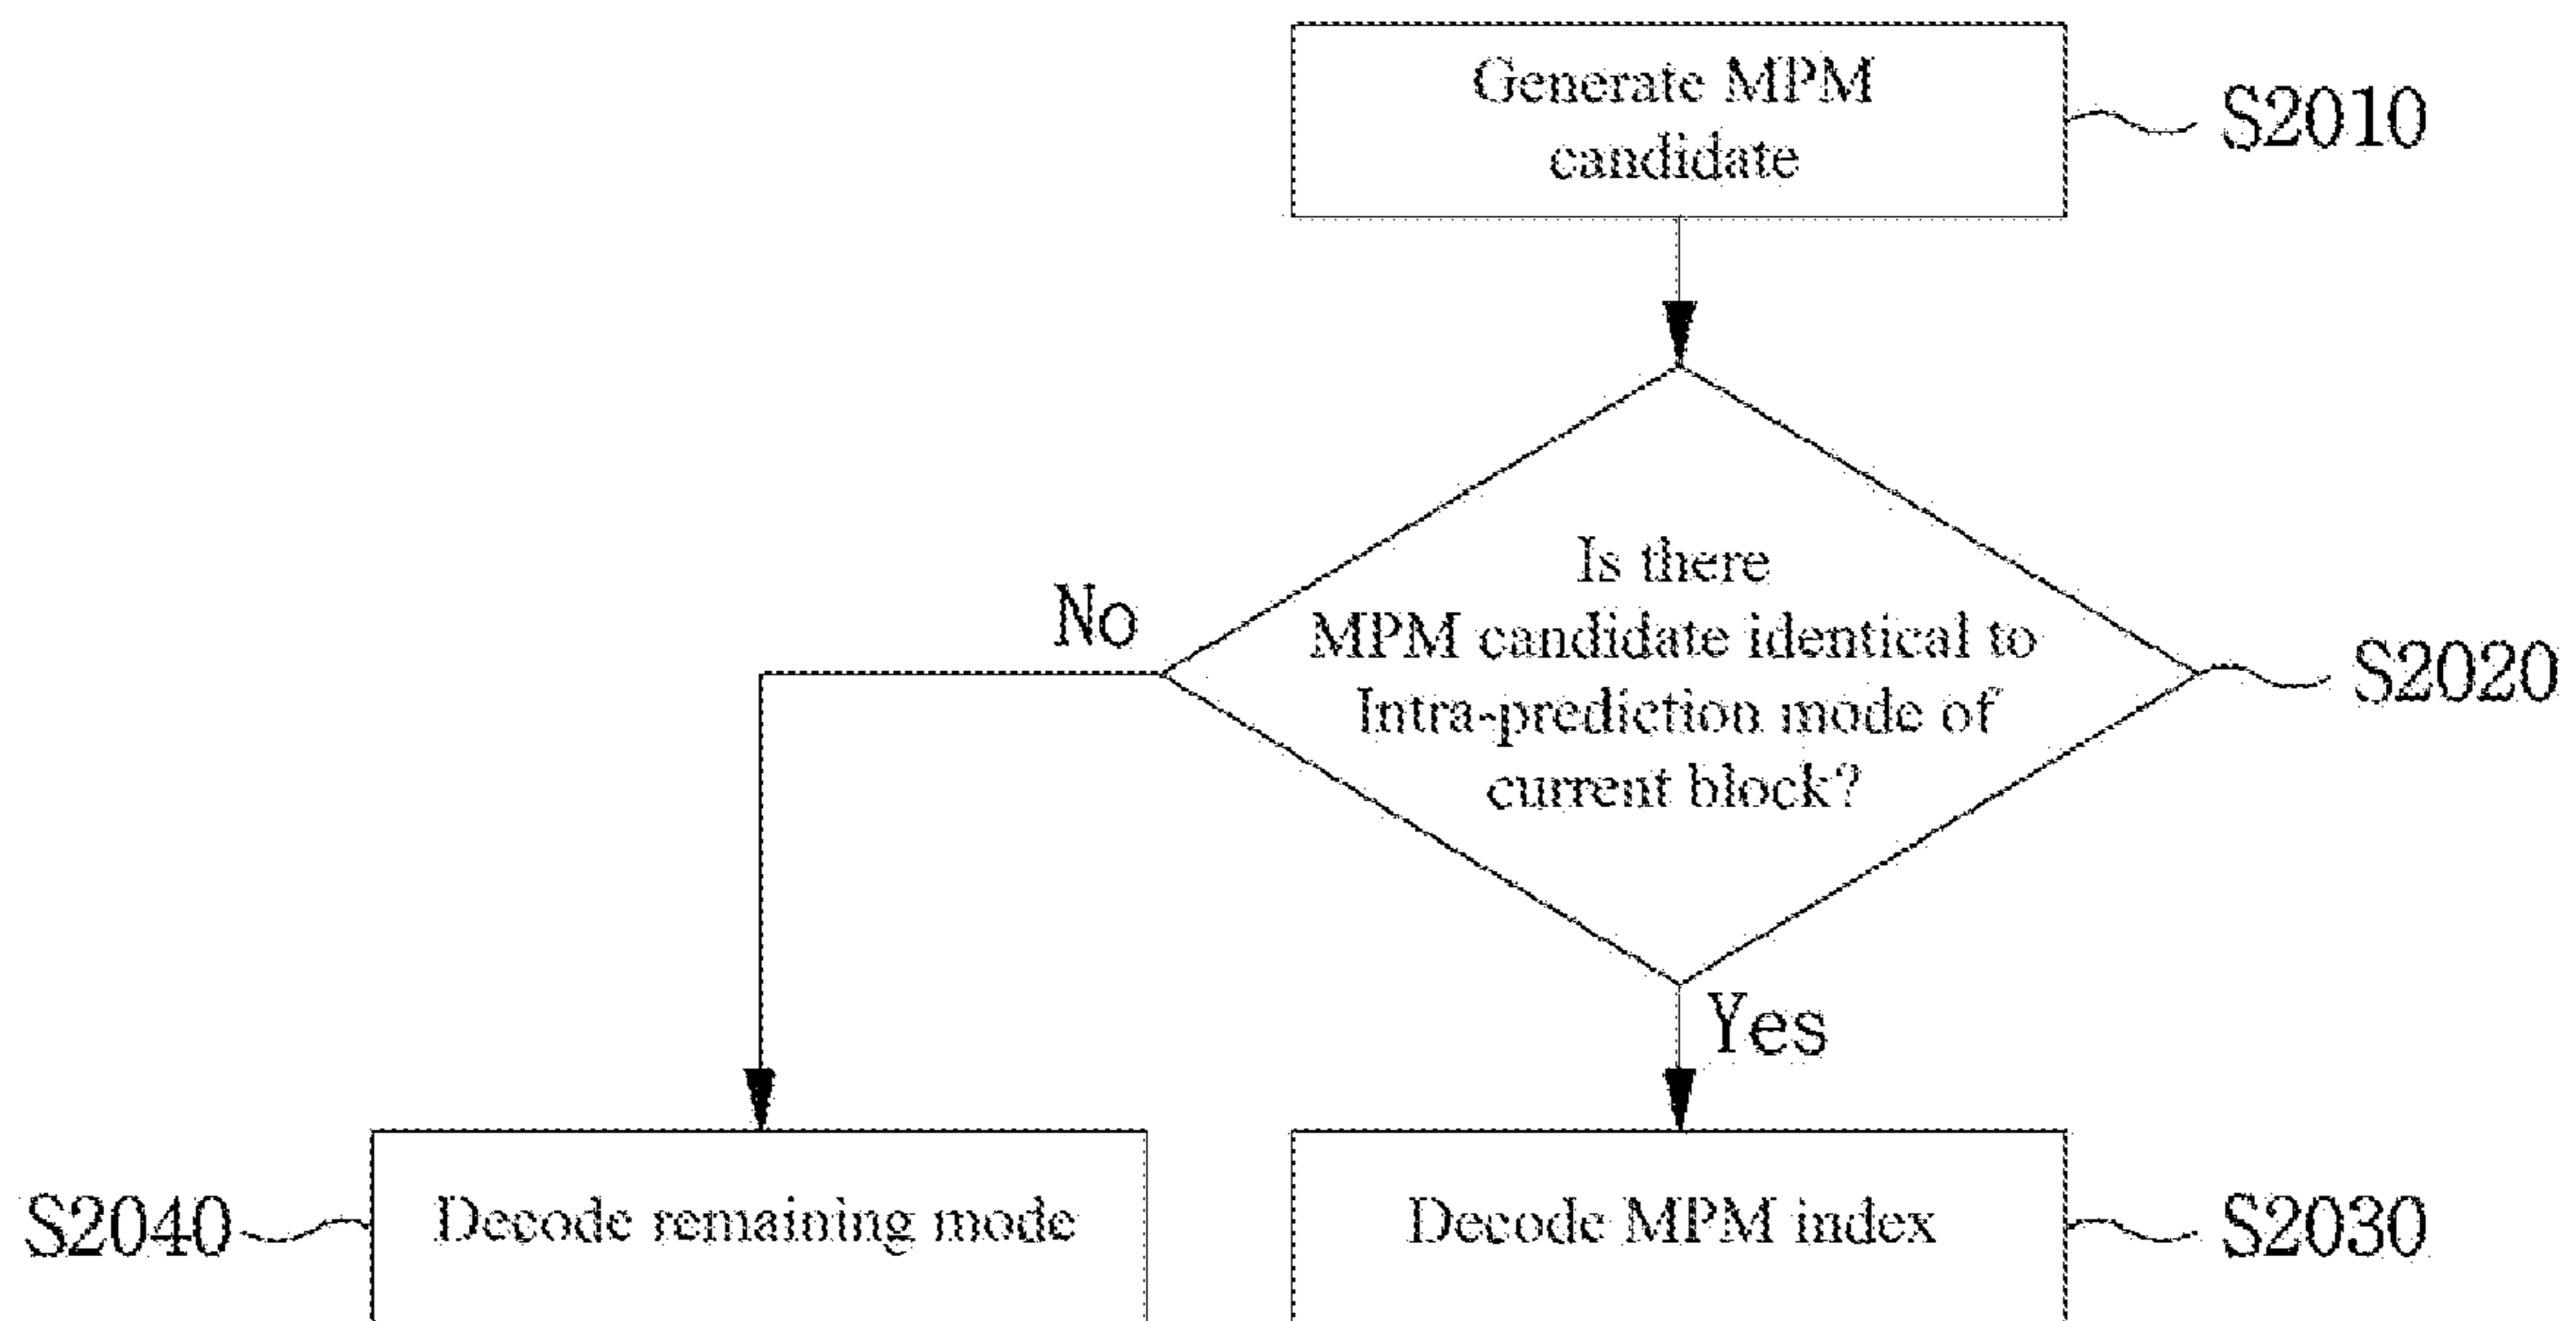 Generate MPM
candidate
S2010
Is there
MPM candidate identical to
Intra-prediction mode of
current block?
S2020
No
Yes
S2040
Decode remaining mode
Decode MPM index
S2030